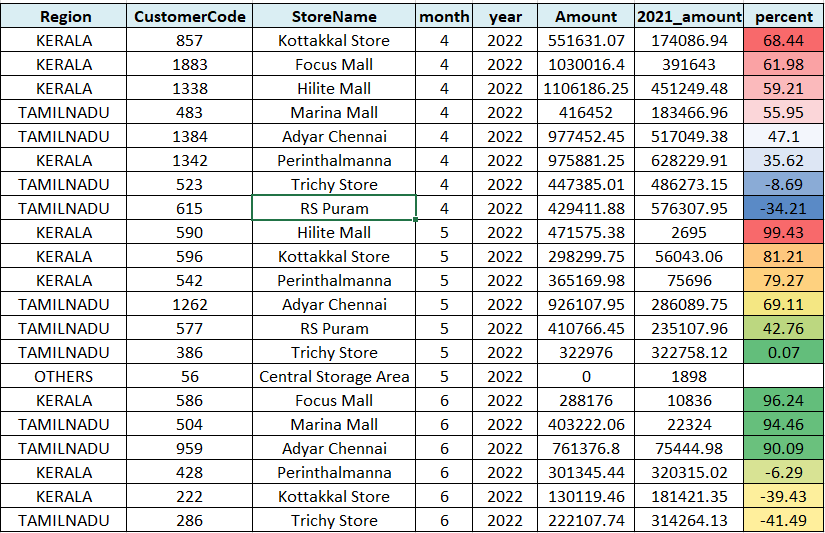 Region CustomerCode StoreName month year Amount 2021_amount percent
KERALA 857 Kottakkal Store 4 2022 551631.07 174086.94 68.44
KERALA 1883 Focus Mall 4 2022 1030016.4 391643 61.98
KERALA 1338 Hilite Mall 4 2022 1106186.25 451249.48 59.21
TAMILNADU 483 Marina Mall 4 2022 416452 183466.96 55.95
TAMILNADU 1384 Adyar Chennai 4 2022 977452.45 517049.38 47.1
KERALA 1342 Perinthalmanna 4 2022 975881.25 628229.91 35.62
TAMILNADU 523 Trichy Store 4 2022 447385.01 486273.15 -8.69
TAMILNADU 615 RS Puram 4 2022 429411.88 576307.95 -34.21
KERALA 590 Hilite Mall 5 2022 471575.38 2695 99.43
KERALA 596 Kottakkal Store 5 2022 298299.75 56043.06 81.21
KERALA 542 Perinthalmanna 5 2022 365169.98 75696 79.27
TAMILNADU 1262 Adyar Chennai 5 2022 926107.95 286089.75 69.11
TAMILNADU 577 RS Puram 5 2022 410766.45 235107.96 42.76
TAMILNADU 386 Trichy Store 5 2022 322976 322758.12 0.07
OTHERS 56 Central Storage Area 5 2022 0 1898
KERALA 586 Focus Mall 6 2022 288176 10836 96.24
TAMILNADU 504 Marina Mall 6 2022 403222.06 22324 94.46
TAMILNADU 959 Adyar Chennai 6 2022 761376.8 75444.98 90.09
KERALA 428 Perinthalmanna 6 2022 301345.44 320315.02 -6.29
KERALA 222 Kottakkal Store 6 2022 130119.46 181421.35 -39.43
TAMILNADU 286 Trichy Store 6 2022 222107.74 314264.13 -41.49